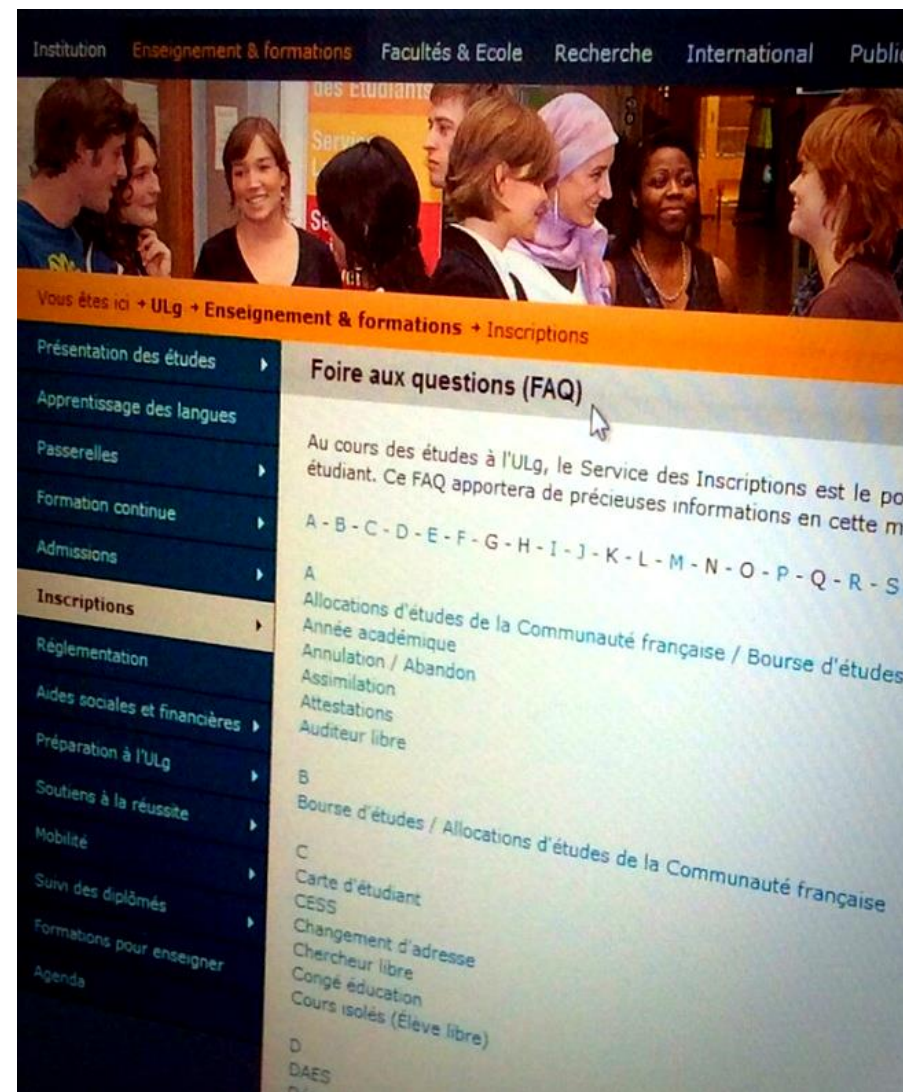 Institution Enseignement & formations Facultés & Ecole Recherche International Public
des Etudiants
Vous êtes ici → ULg → Enseignement & formations → Inscriptions
Présentation des études
Apprentissage des langues
Passerelles
Formation continue
Admissions
Inscriptions
Réglementation
Aides sociales et financières
Préparation à l'ULg
Soutiens à la réussite
Mobilité
Suivi des diplômés
Formations pour enseigner
Agenda
Foire aux questions (FAQ)
Au cours des études à l'ULg, le Service des Inscriptions est le po
étudiant. Ce FAQ apportera de précieuses informations en cette m
A - B - C - D - E - F - G - H - I - J - K - L - M - N - O - P - Q - R - S
A
Allocations d'études de la Communauté française / Bourse d'études
Année académique
Annulation / Abandon
Assimilation
Attestations
Auditeur libre
B
Bourse d'études / Allocations d'études de la Communauté française
C
Carte d'étudiant
CESS
Changement d'adresse
Chercheur libre
Congé éducation
Cours isolés (Élève libre)
D
DAES